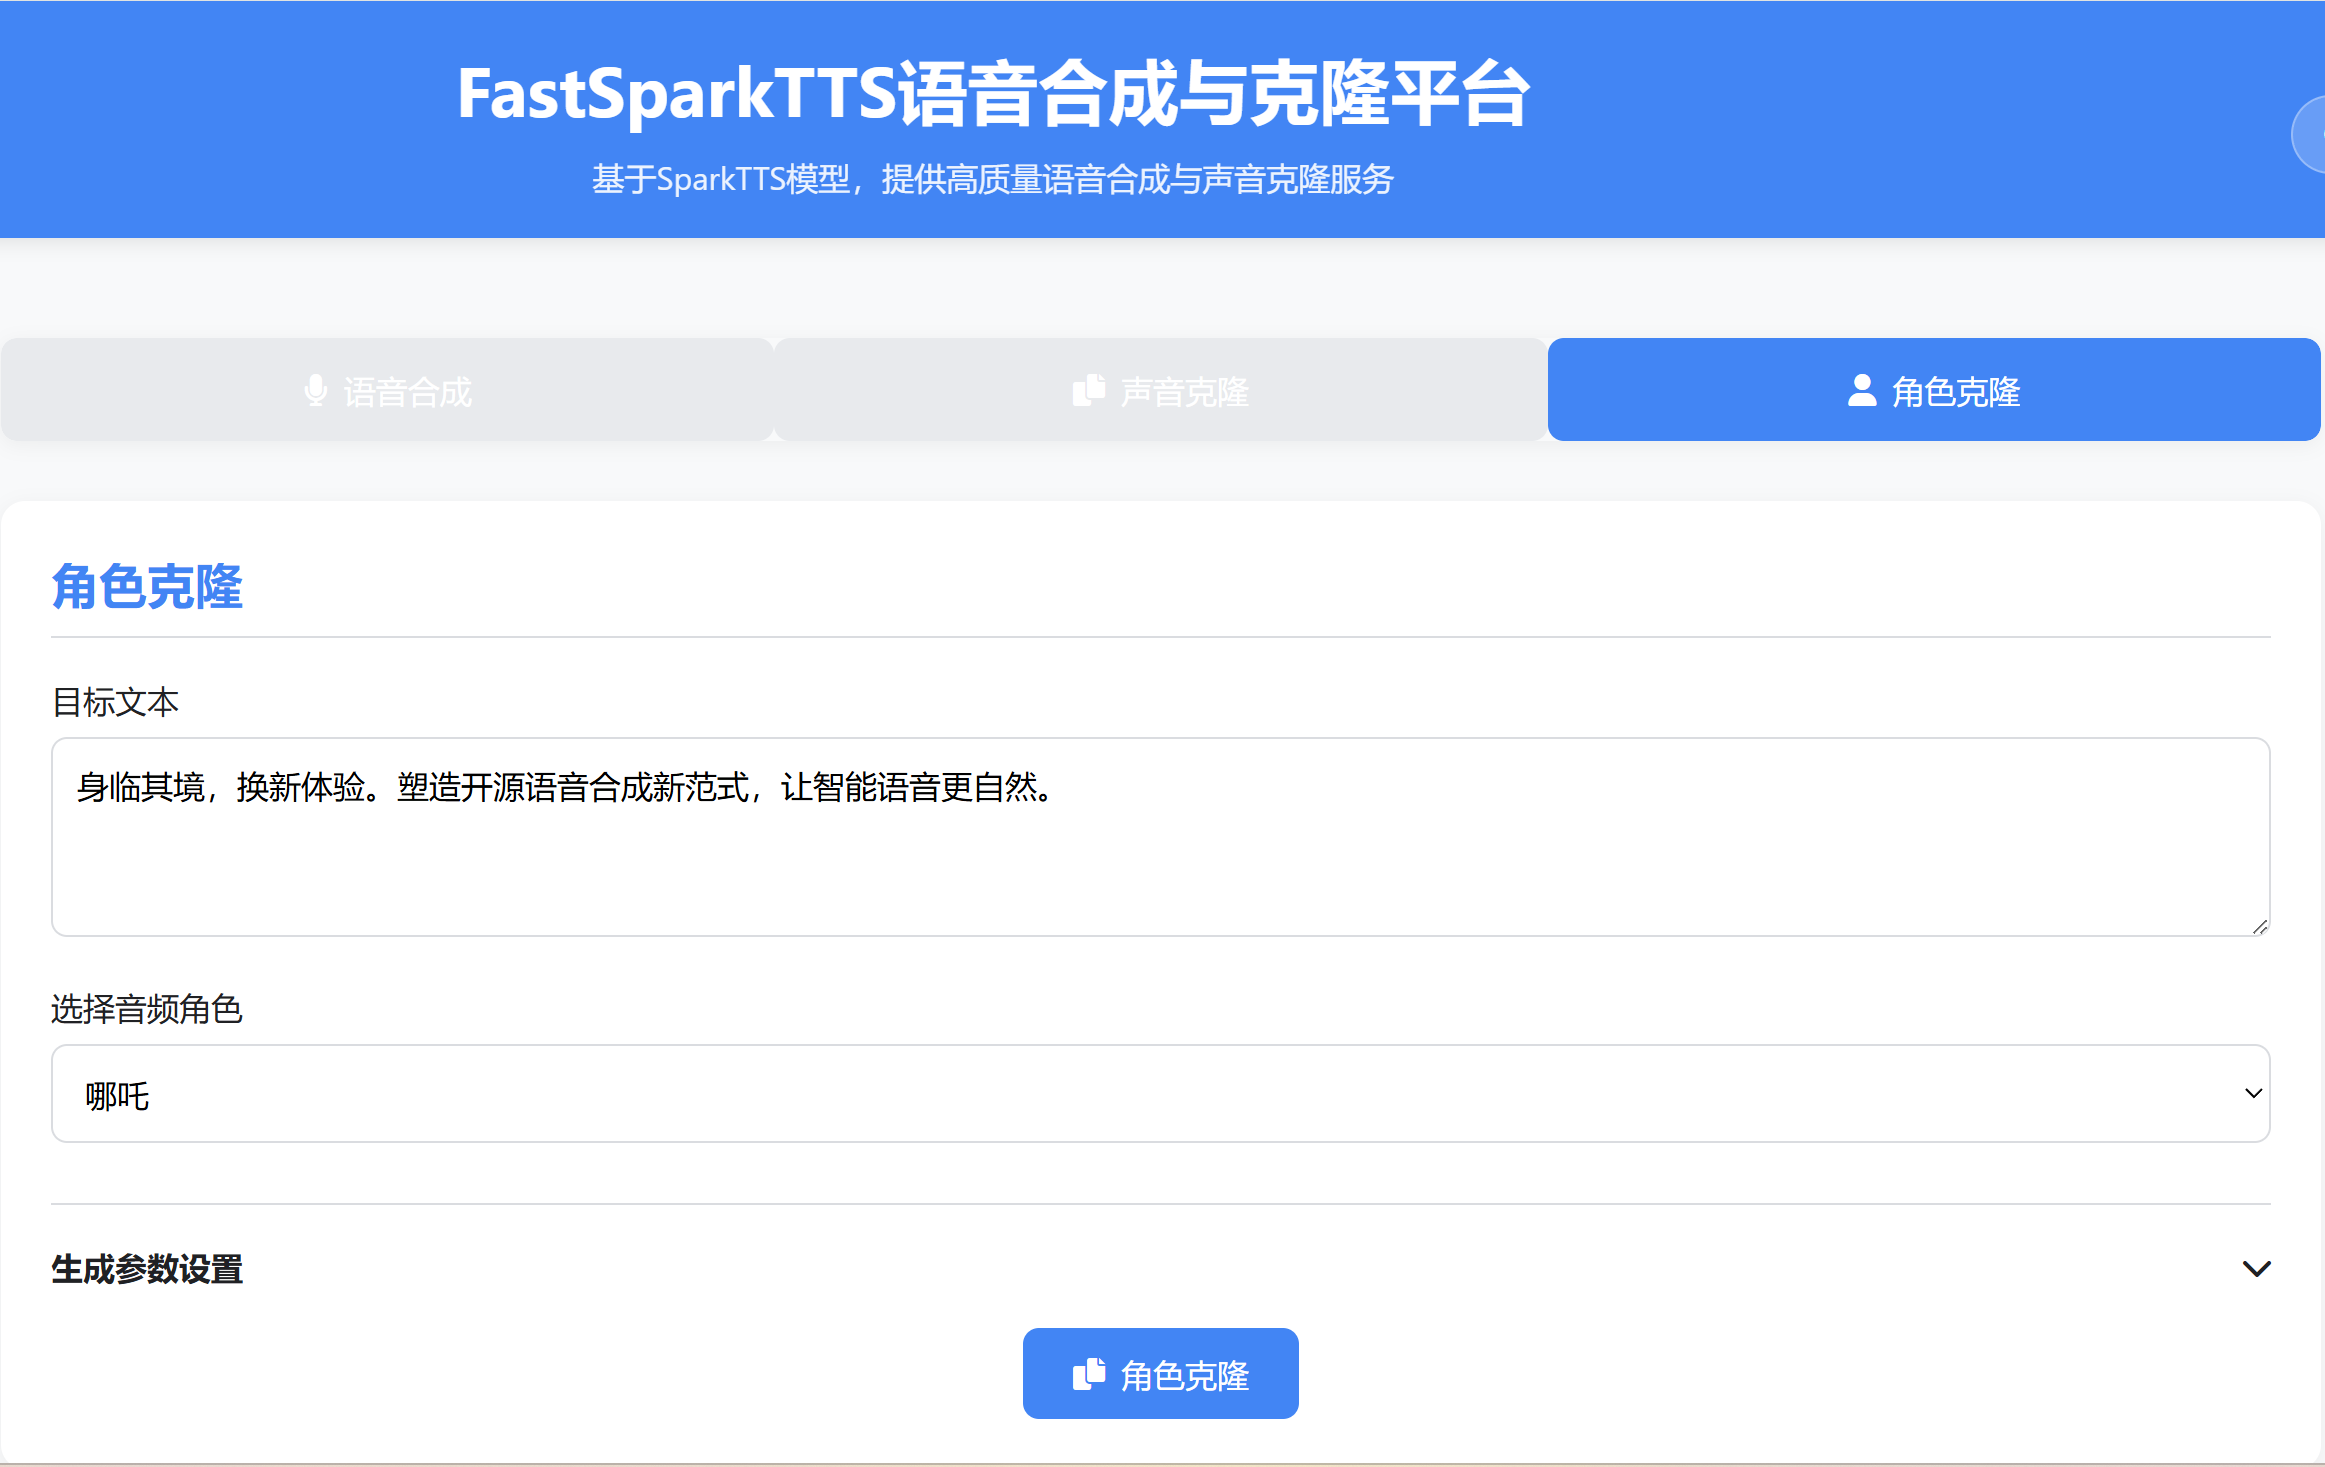 FastSparkTTS语音合成与克隆平台
基于SparkTTS模型，提供高质量语音合成与声音克隆服务
语音合成
声音克隆
角色克隆
角色克隆
目标文本
身临其境，换新体验。塑造开源语音合成新范式，让智能语音更自然。
选择音频角色
哪吒
生成参数设置
角色克隆